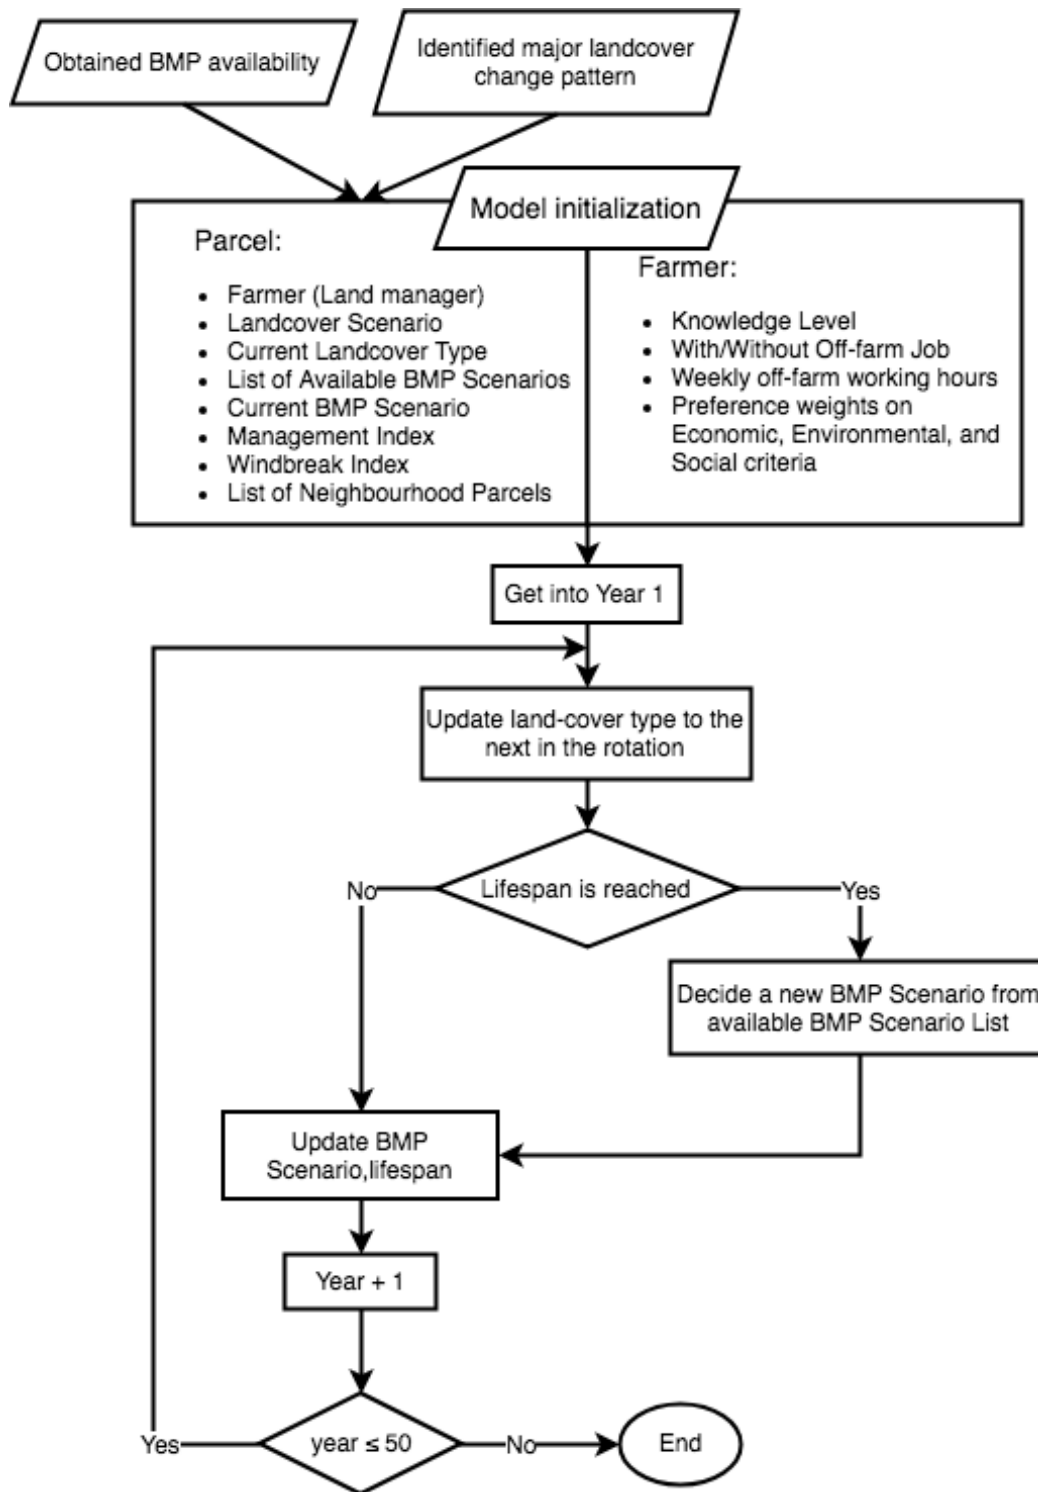 Obtained BMP availability
Identified major landcover
change pattern
Model initialization
Parcel:
• Farmer (Land manager)
• Landcover Scenario
• Current Landcover Type
• List of Available BMP Scenarios
• Current BMP Scenario
• Management Index
• Windbreak Index
• List of Neighbourhood Parcels
Farmer:
• Knowledge Level
• With/Without Off-farm Job
• Weekly off-farm working hours
• Preference weights on
Economic, Environmental, and
Social criteria
Get into Year 1
Update land-cover type to the
next in the rotation
Lifespan is reached
No
Yes
Decide a new BMP Scenario from
available BMP Scenario List
Update BMP
Scenario,lifespan
Year + 1
year ≤ 50
Yes
No
End